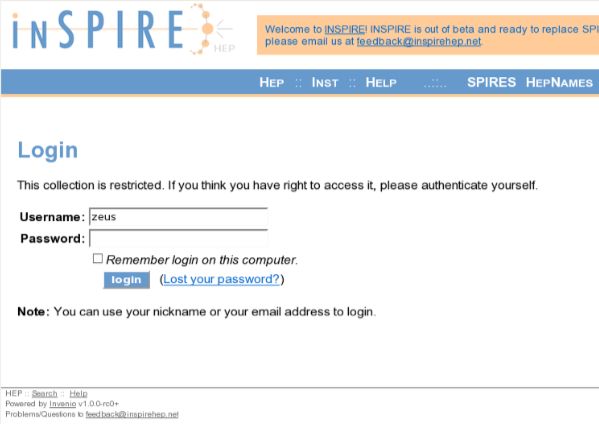 iNSPIRE HEP
Welcome to INSPIRE! INSPIRE is out of beta and ready to replace SPI
please email us at feedback@inspirehep.net.
HEP :: INST :: HELP ..::.. SPIRES HEPNAMES
Login
This collection is restricted. If you think you have right to access it, please authenticate yourself.
Username: zeus
Password:
Remember login on this computer.
login (Lost your password?)
Note: You can use your nickname or your email address to login.
HEP :: Search :: Help
Powered by Invenio v1.0.0-rc0+
Problems/Questions to feedback@inspirehep.net